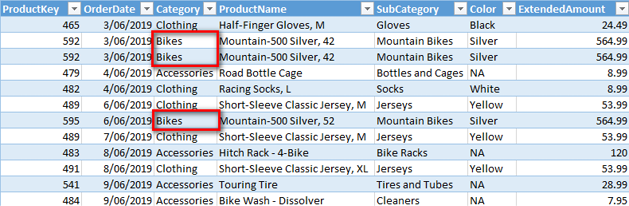 ProductKey OrderDate Category ProductName SubCategory Color ExtendedAmount
465 3/06/2019 Clothing Half-Finger Gloves, M Gloves Black 24.49
592 3/06/2019 Bikes Mountain-500 Silver, 42 Mountain Bikes Silver 564.99
592 3/06/2019 Bikes Mountain-500 Silver, 42 Mountain Bikes Silver 564.99
479 4/06/2019 Accessories Road Bottle Cage Bottles and Cages NA 8.99
482 4/06/2019 Clothing Racing Socks, L Socks White 8.99
489 6/06/2019 Clothing Short-Sleeve Classic Jersey, M Jerseys Yellow 53.99
595 6/06/2019 Bikes Mountain-500 Silver, 52 Mountain Bikes Silver 564.99
489 7/06/2019 Clothing Short-Sleeve Classic Jersey, M Jerseys Yellow 53.99
483 8/06/2019 Accessories Hitch Rack - 4-Bike Bike Racks NA 120
491 8/06/2019 Clothing Short-Sleeve Classic Jersey, XL Jerseys Yellow 53.99
541 9/06/2019 Accessories Touring Tire Tires and Tubes NA 28.99
484 9/06/2019 Accessories Bike Wash - Dissolver Cleaners NA 7.95